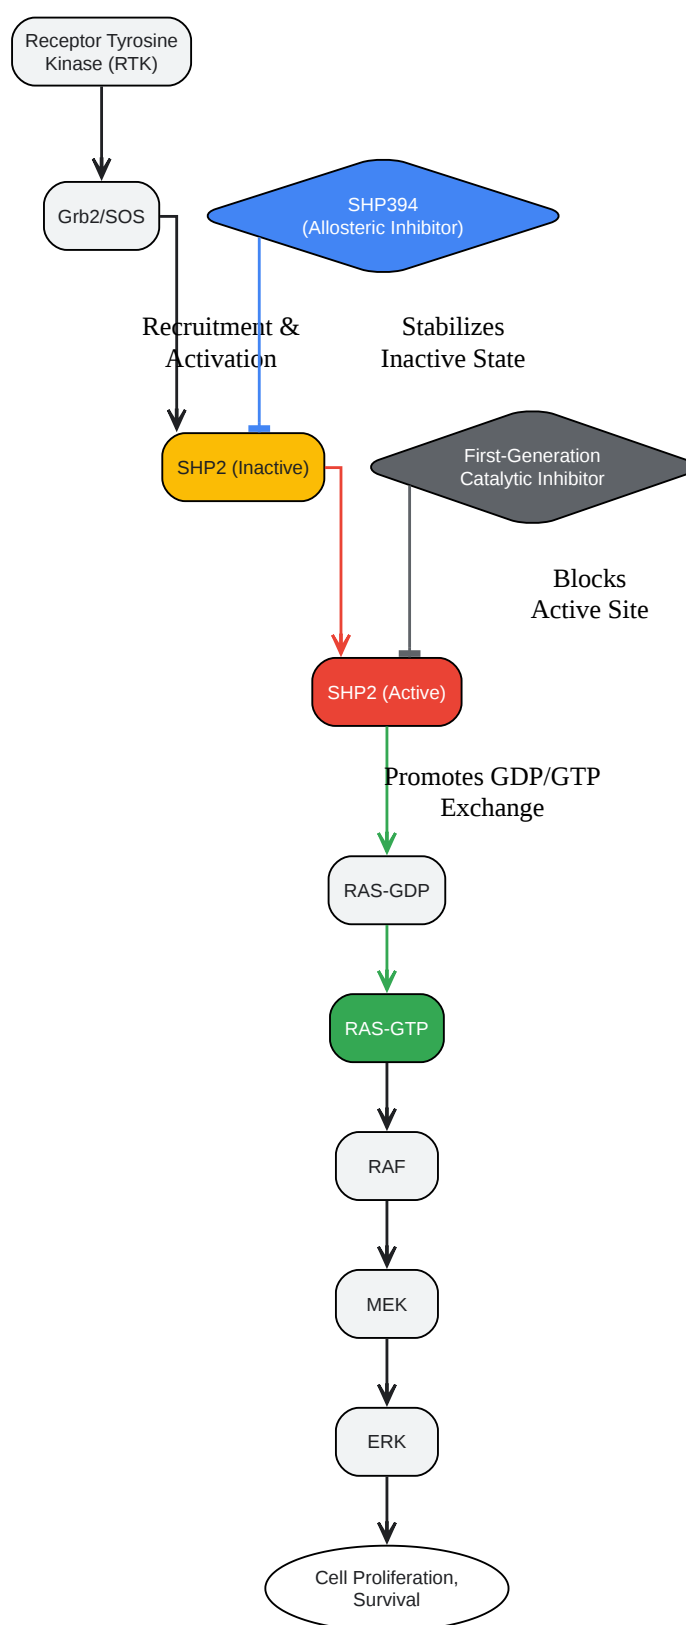 Receptor Tyrosine
Kinase (RTK)
Grb2/SOS
SHP394
(Allosteric Inhibitor)
Recruitment &
Activation
Stabilizes
Inactive State
SHP2 (Inactive)
First-Generation
Catalytic Inhibitor
Blocks
Active Site
SHP2 (Active)
Promotes GDP/GTP
Exchange
RAS-GDP
RAS-GTP
RAF
MEK
ERK
Cell Proliferation,
Survival